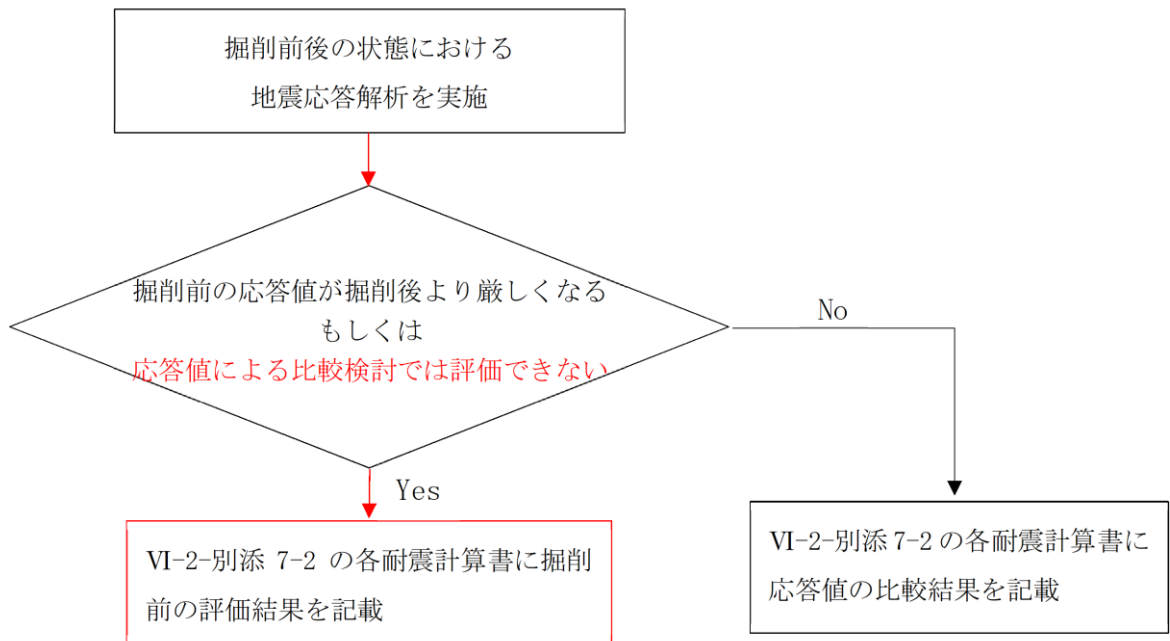 掘削前後の状態における
地震応答解析を実施
掘削前の応答値が掘削後より厳しくなる
もしくは
応答値による比較検討では評価できない
No
Yes
Ⅵ-2-別添 7-2 の各耐震計算書に掘削
前の評価結果を記載
Ⅵ-2-別添 7-2 の各耐震計算書に
応答値の比較結果を記載